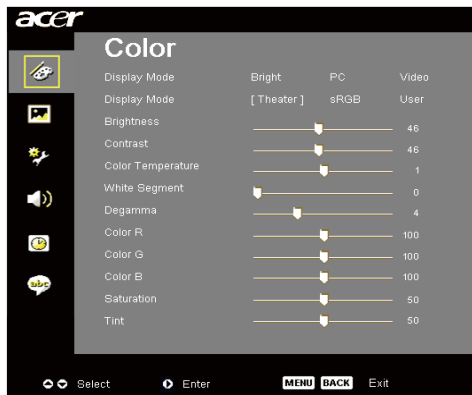 acer
Color
Display Mode Bright PC Video
Display Mode [ Theater ] sRGB User
Brightness 46
Contrast 46
Color Temperature 1
White Segment 0
Degamma 4
Color R 100
Color G 100
Color B 100
Saturation 50
Tint 50
abc
Select Enter MENU BACK Exit